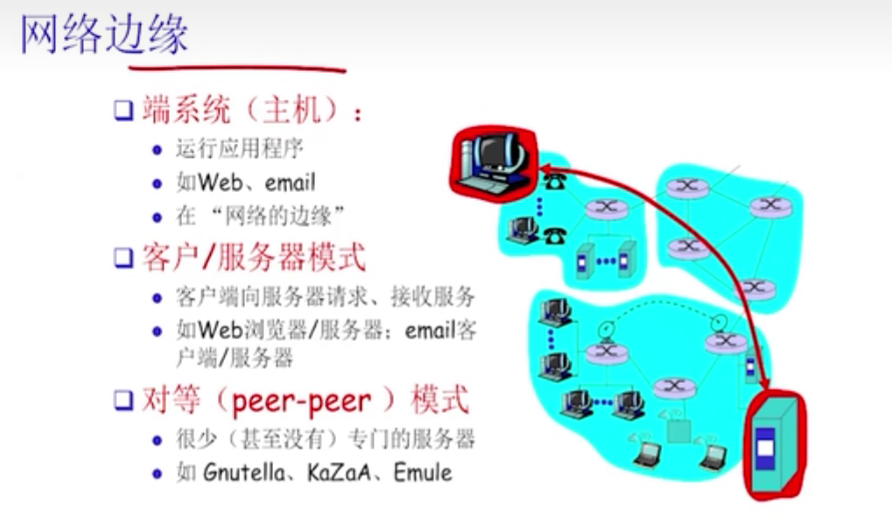 网络边缘
端系统（主机）：
运行应用程序
如Web、email
在 “网络的边缘”
客户/服务器模式
客户端向服务器请求、接收服务
如Web浏览器/服务器；email客
户端/服务器
对等（peer-peer ）模式
很少（甚至没有）专门的服务器
如 Gnutella、KaZaA、Emule